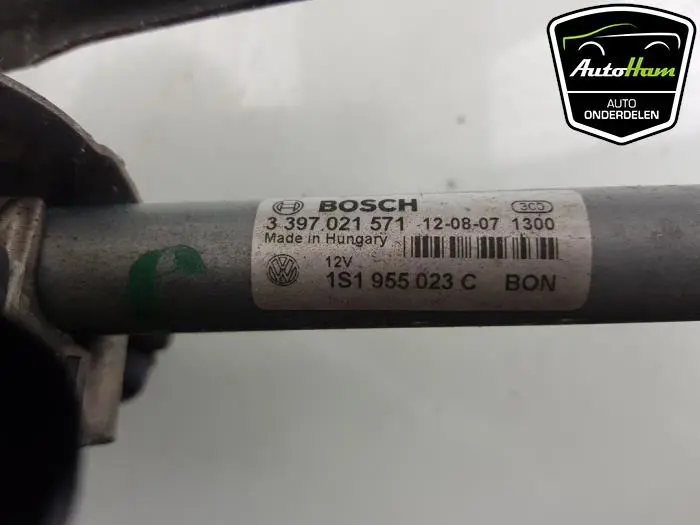 AutoHam
AUTO
ONDERDELEN
BOSCH
3CO
3 397 021 571 12-08-07 1300
Made in Hungary
12V
1S1 955 023 C BON